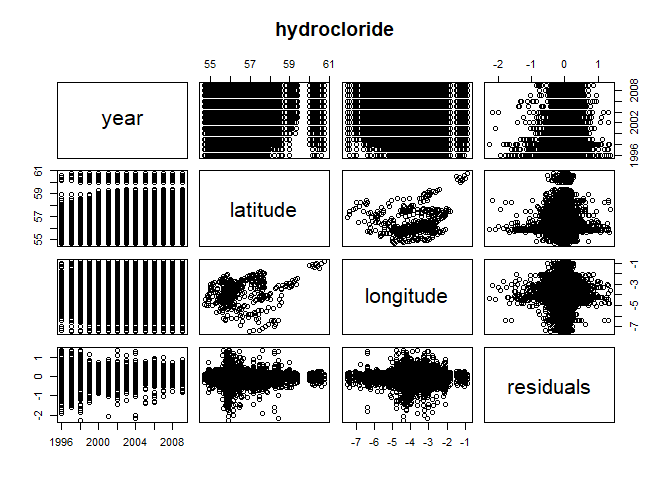 hydrocloride
55 57 59 61
-2 -1 0 1
year
1996 2002 2008
55 57 59 61
latitude
longitude
-7 -5 -3 -1
-2 -1 0 1
residuals
1996 2000 2004 2008
-7 -6 -5 -4 -3 -2 -1